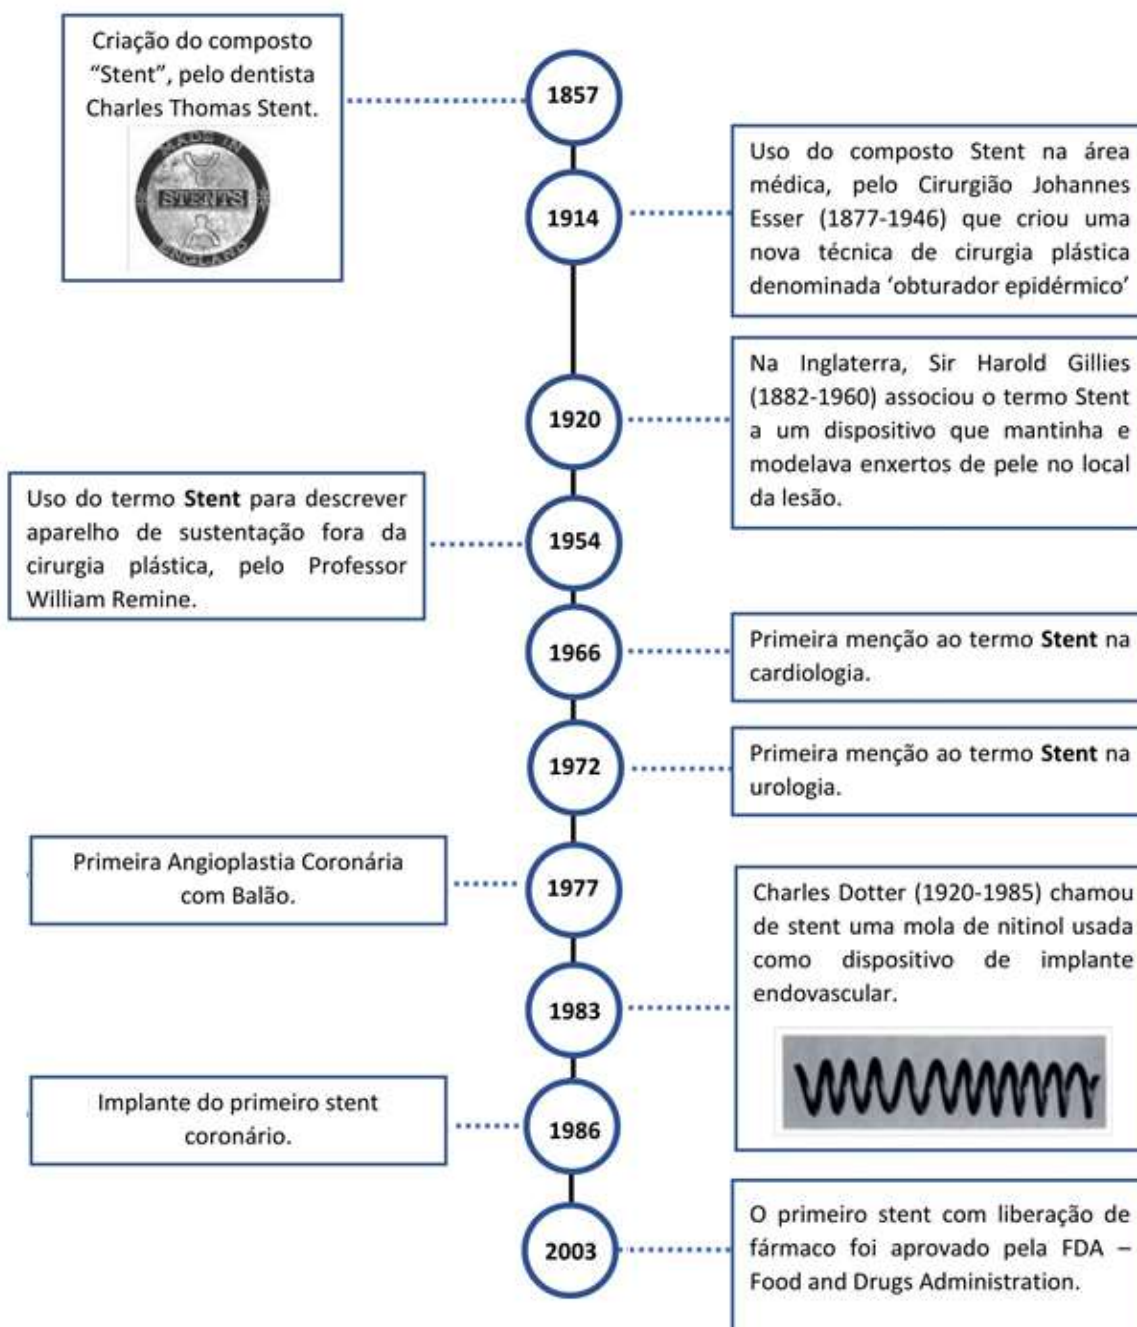 Criação do composto
“Stent”, pelo dentista
Charles Thomas Stent.
MADE IN
STENTS
ENGLAND
1857
Uso do composto Stent na área
médica, pelo Cirurgião Johannes
Esser (1877-1946) que criou uma
nova técnica de cirurgia plástica
denominada ‘obturador epidérmico’
1914
Na Inglaterra, Sir Harold Gillies
(1882-1960) associou o termo Stent
a um dispositivo que mantinha e
modelava enxertos de pele no local
da lesão.
1920
Uso do termo Stent para descrever
aparelho de sustentação fora da
cirurgia plástica, pelo Professor
William Remine.
1954
Primeira menção ao termo Stent na
cardiologia.
1966
Primeira menção ao termo Stent na
urologia.
1972
Primeira Angioplastia Coronária
com Balão.
1977
Charles Dotter (1920-1985) chamou
de stent uma mola de nitinol usada
como dispositivo de implante
endovascular.
1983
Implante do primeiro stent
coronário.
1986
O primeiro stent com liberação de
fármaco foi aprovado pela FDA –
Food and Drugs Administration.
2003